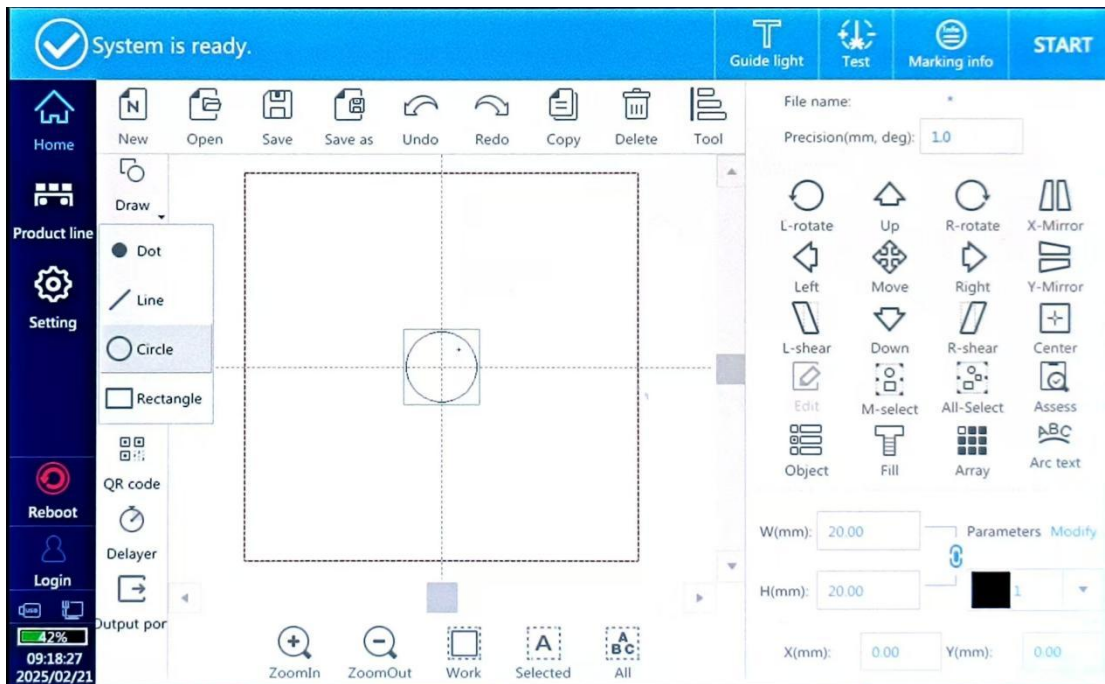 System is ready.
Guide light
Test
Marking info
START
Home
Product line
Setting
Reboot
Login
42%
09:18:27
2025/02/21
N
New
Open
Save
Save as
Undo
Redo
Copy
Delete
Tool
Draw
Dot
Line
Circle
Rectangle
QR code
Delayer
Output por
ZoomIn
ZoomOut
Work
A
Selected
A
B C
All
File name: *
Precision(mm, deg): 1.0
L-rotate
Up
R-rotate
X-Mirror
Left
Move
Right
Y-Mirror
L-shear
Down
R-shear
Center
Edit
M-select
All-Select
Assess
Object
Fill
Array
ABC
Arc text
W(mm): 20.00
Parameters Modify
H(mm): 20.00
1
X(mm): 0.00 Y(mm): 0.00